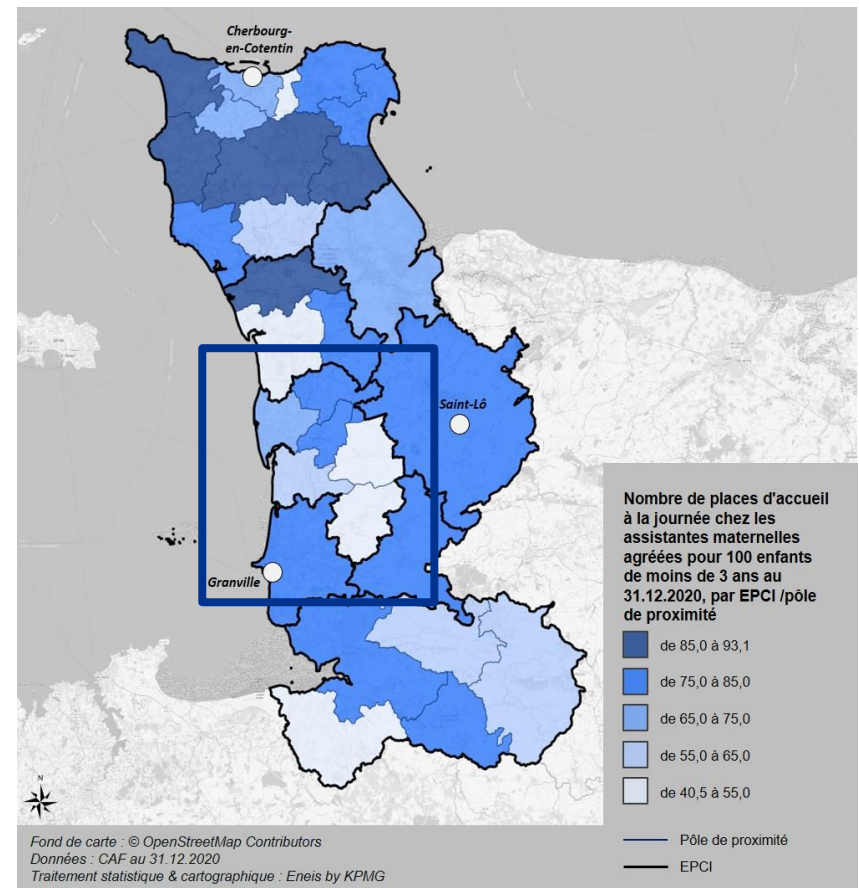 Cherbourg-
en-Cotentin
Saint-Lô
Granville
Nombre de places d'accueil
à la journée chez les
assistantes maternelles
agréées pour 100 enfants
de moins de 3 ans au
31.12.2020, par EPCI /pôle
de proximité
de 85,0 à 93,1
de 75,0 à 85,0
de 65,0 à 75,0
de 55,0 à 65,0
de 40,5 à 55,0
Pôle de proximité
EPCI
N
Fond de carte : © OpenStreetMap Contributors
Données : CAF au 31.12.2020
Traitement statistique & cartographique : Eneis by KPMG